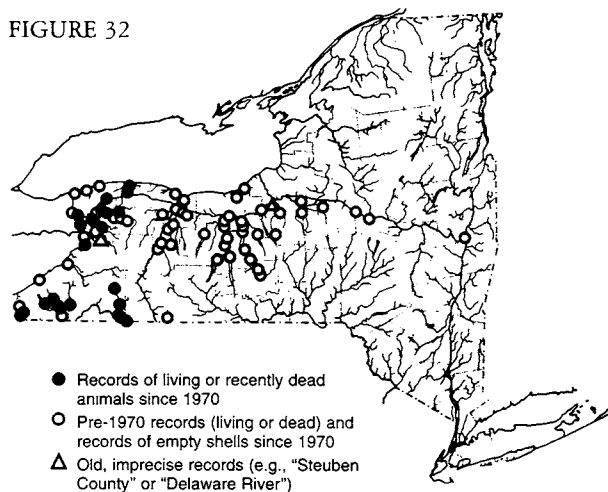 FIGURE 32
Records of living or recently dead
animals since 1970
Pre-1970 records (living or dead) and
records of empty shells since 1970
Old, imprecise records (e.g., "Steuben
County" or "Delaware River")